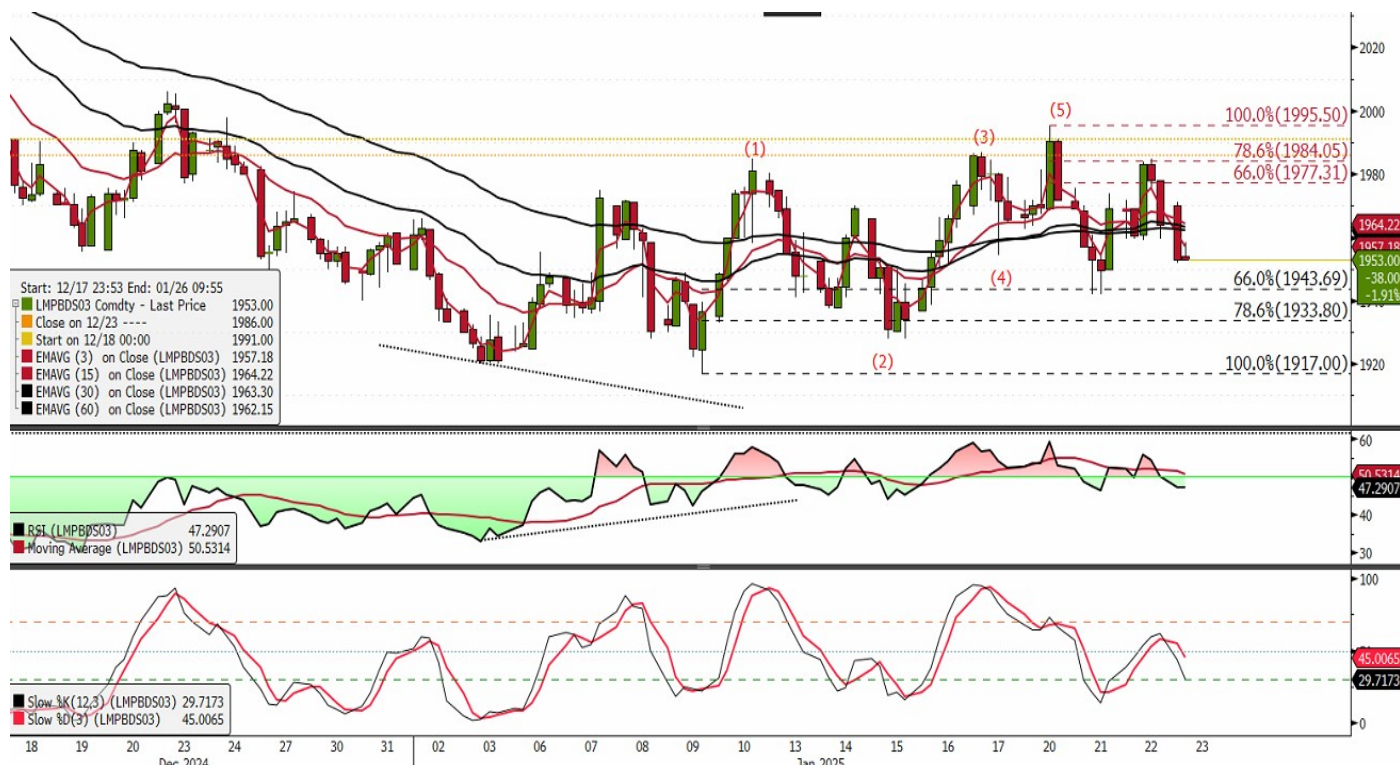 2020
2000
1980
1964.22
1957.18
1953.00
-38.00
-1.91%
1920
(1)
(2)
(3)
(4)
(5)
100.0%(1995.50)
78.6%(1984.05)
66.0%(1977.31)
66.0%(1943.69)
78.6%(1933.80)
100.0%(1917.00)
Start: 12/17 23:53 End: 01/26 09:55
LMPBDS03 Comdty - Last Price 1953.00
Close on 12/23 ---- 1986.00
Start on 12/18 00:00 1991.00
EMAVG (3) on Close (LMPBDS03) 1957.18
EMAVG (15) on Close (LMPBDS03) 1964.22
EMAVG (30) on Close (LMPBDS03) 1963.30
EMAVG (60) on Close (LMPBDS03) 1962.15
60
50.5314
47.2907
40
30
RSI (LMPBDS03) 47.2907
Moving Average (LMPBDS03) 50.5314
100
45.0065
29.7173
0
Slow %K(12,3) (LMPBDS03) 29.7173
Slow %D(3) (LMPBDS03) 45.0065
18 19 20 23 24 27 30 31 02 03 06 07 08 09 10 13 14 15 16 17 20 21 22 23
Dec 2024 Jan 2025